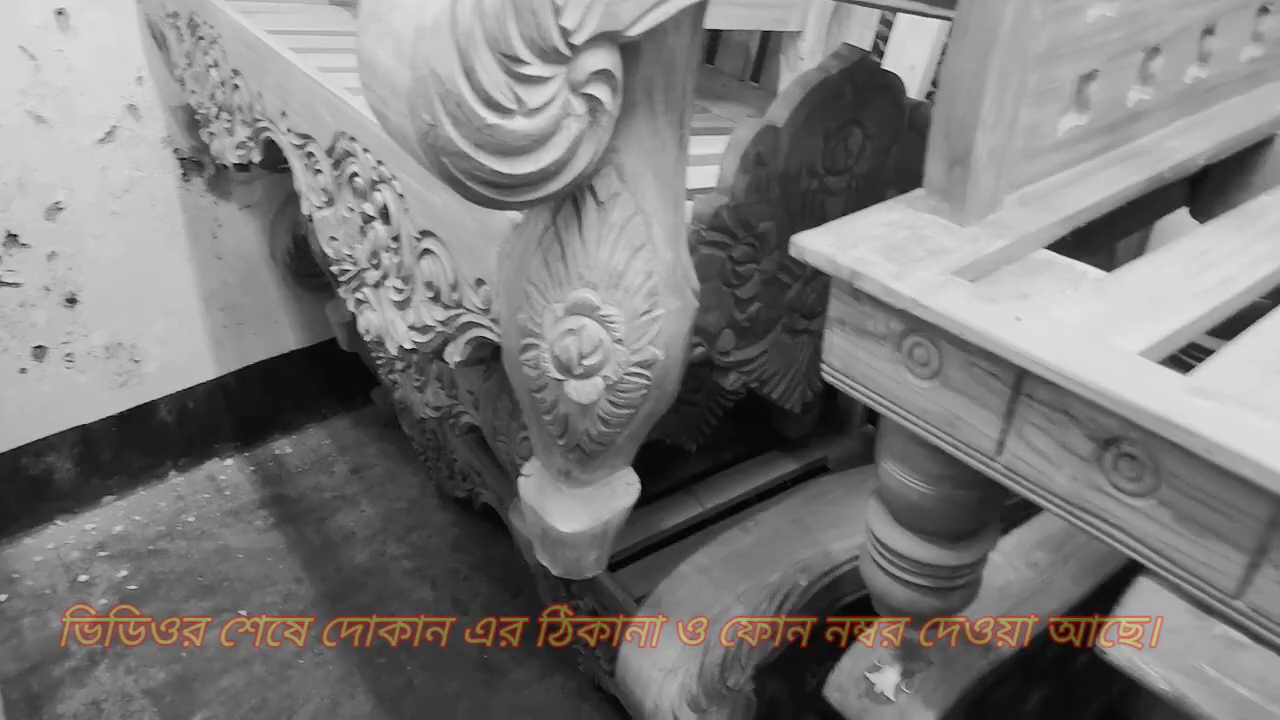 ভিডিওর শেষে দোকান এর ঠিকানা ও ফোন নম্বর দেওয়া আছে।